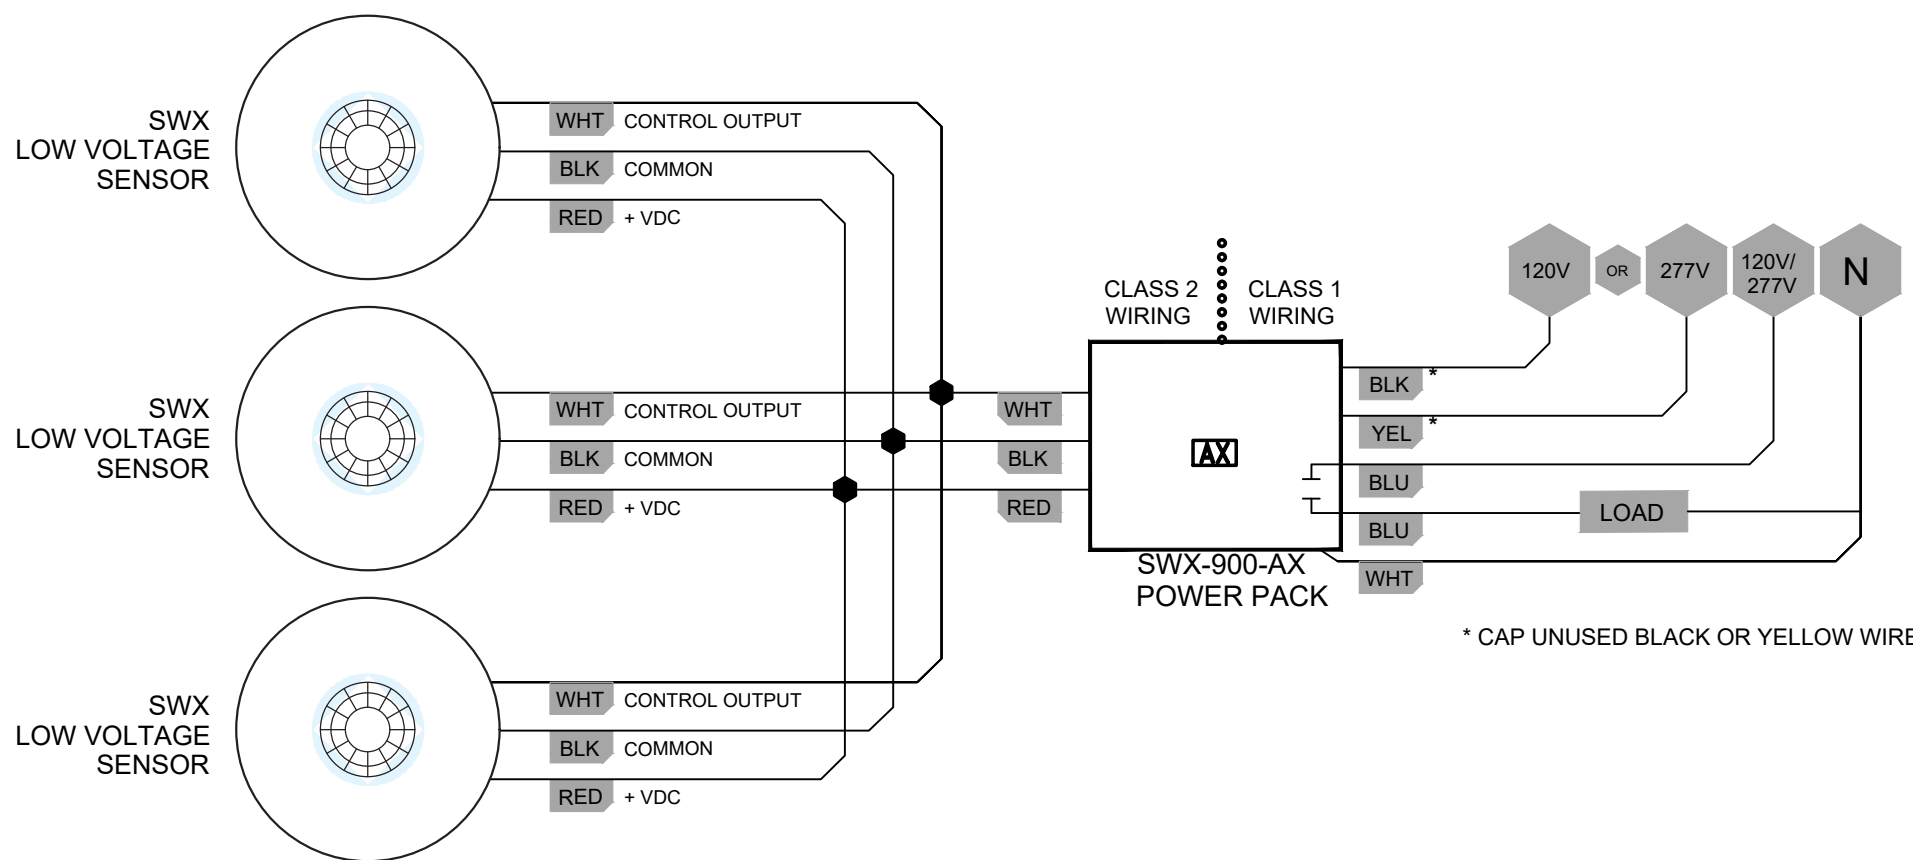 SWX
LOW VOLTAGE
SENSOR
WHT CONTROL OUTPUT
BLK COMMON
RED + VDC
SWX
LOW VOLTAGE
SENSOR
WHT CONTROL OUTPUT
BLK COMMON
RED + VDC
SWX
LOW VOLTAGE
SENSOR
WHT CONTROL OUTPUT
BLK COMMON
RED + VDC
WHT
BLK
RED
CLASS 2
WIRING
CLASS 1
WIRING
AX
SWX-900-AX
POWER PACK
120V
OR
277V
120V/
277V
N
BLK *
YEL *
BLU
BLU
LOAD
WHT
* CAP UNUSED BLACK OR YELLOW WIRE